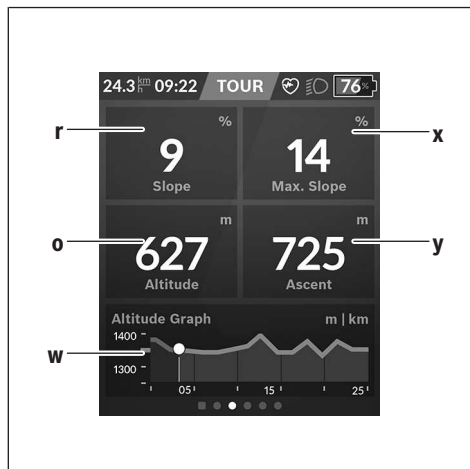 24.3 km/h 09:22 TOUR 76%
r
% %
x
9 14
Slope Max. Slope
m m
o
627 725
y
Altitude Ascent
Altitude Graph m | km
1400
w
1300
05 15 25